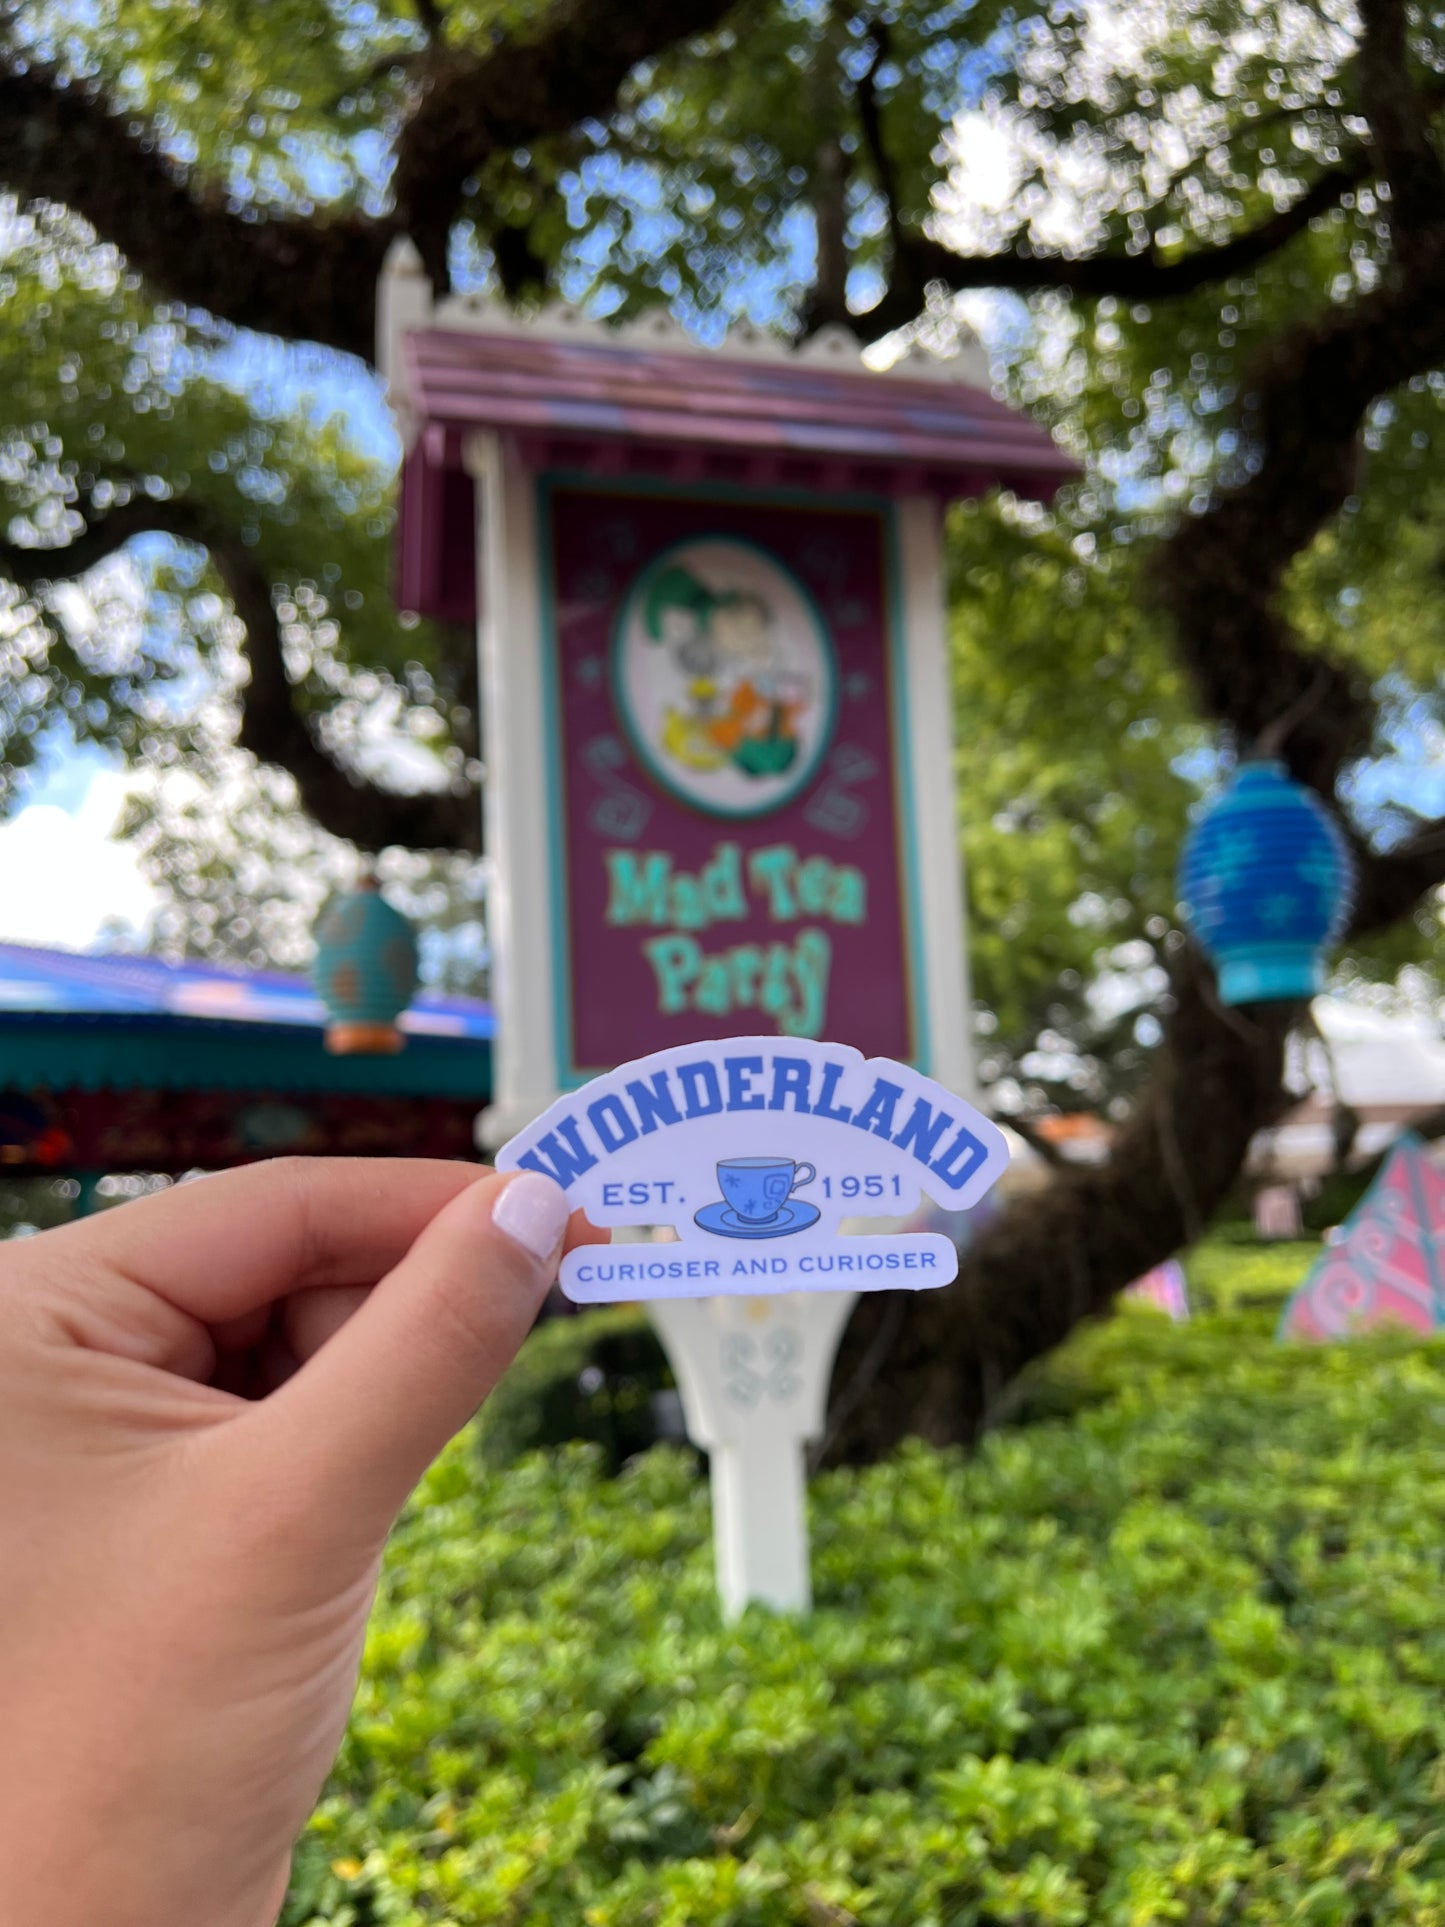 Mad Tea
Party
WONDERLAND
EST. 1951
CURIOSER AND CURIOSER